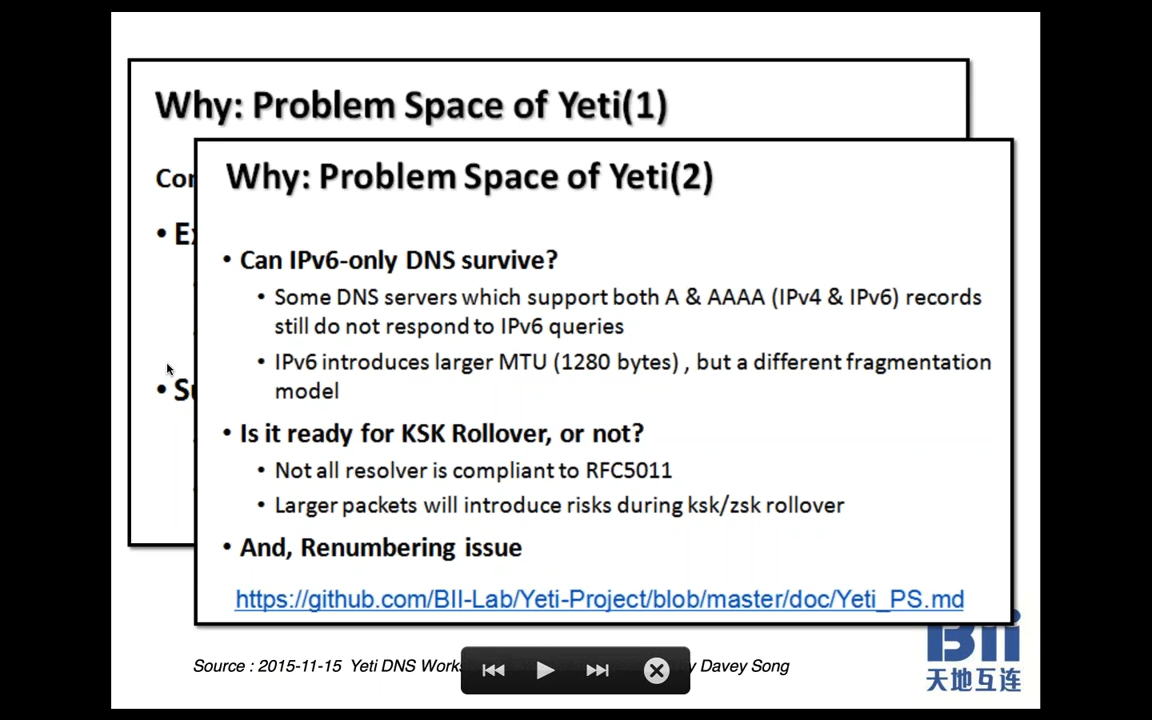 Why: Problem Space of Yeti(1)
Why: Problem Space of Yeti(2)
• Can IPv6-only DNS survive?
• Some DNS servers which support both A & AAAA (IPv4 & IPv6) records
still do not respond to IPv6 queries
• IPv6 introduces larger MTU (1280 bytes) , but a different fragmentation
model
• Is it ready for KSK Rollover, or not?
• Not all resolver is compliant to RFC5011
• Larger packets will introduce risks during ksk/zsk rollover
• And, Renumbering issue
https://github.com/BII-Lab/Yeti-Project/blob/master/doc/Yeti_PS.md
Source : 2015-11-15 Yeti DNS
Davey Song
BII
天地互连